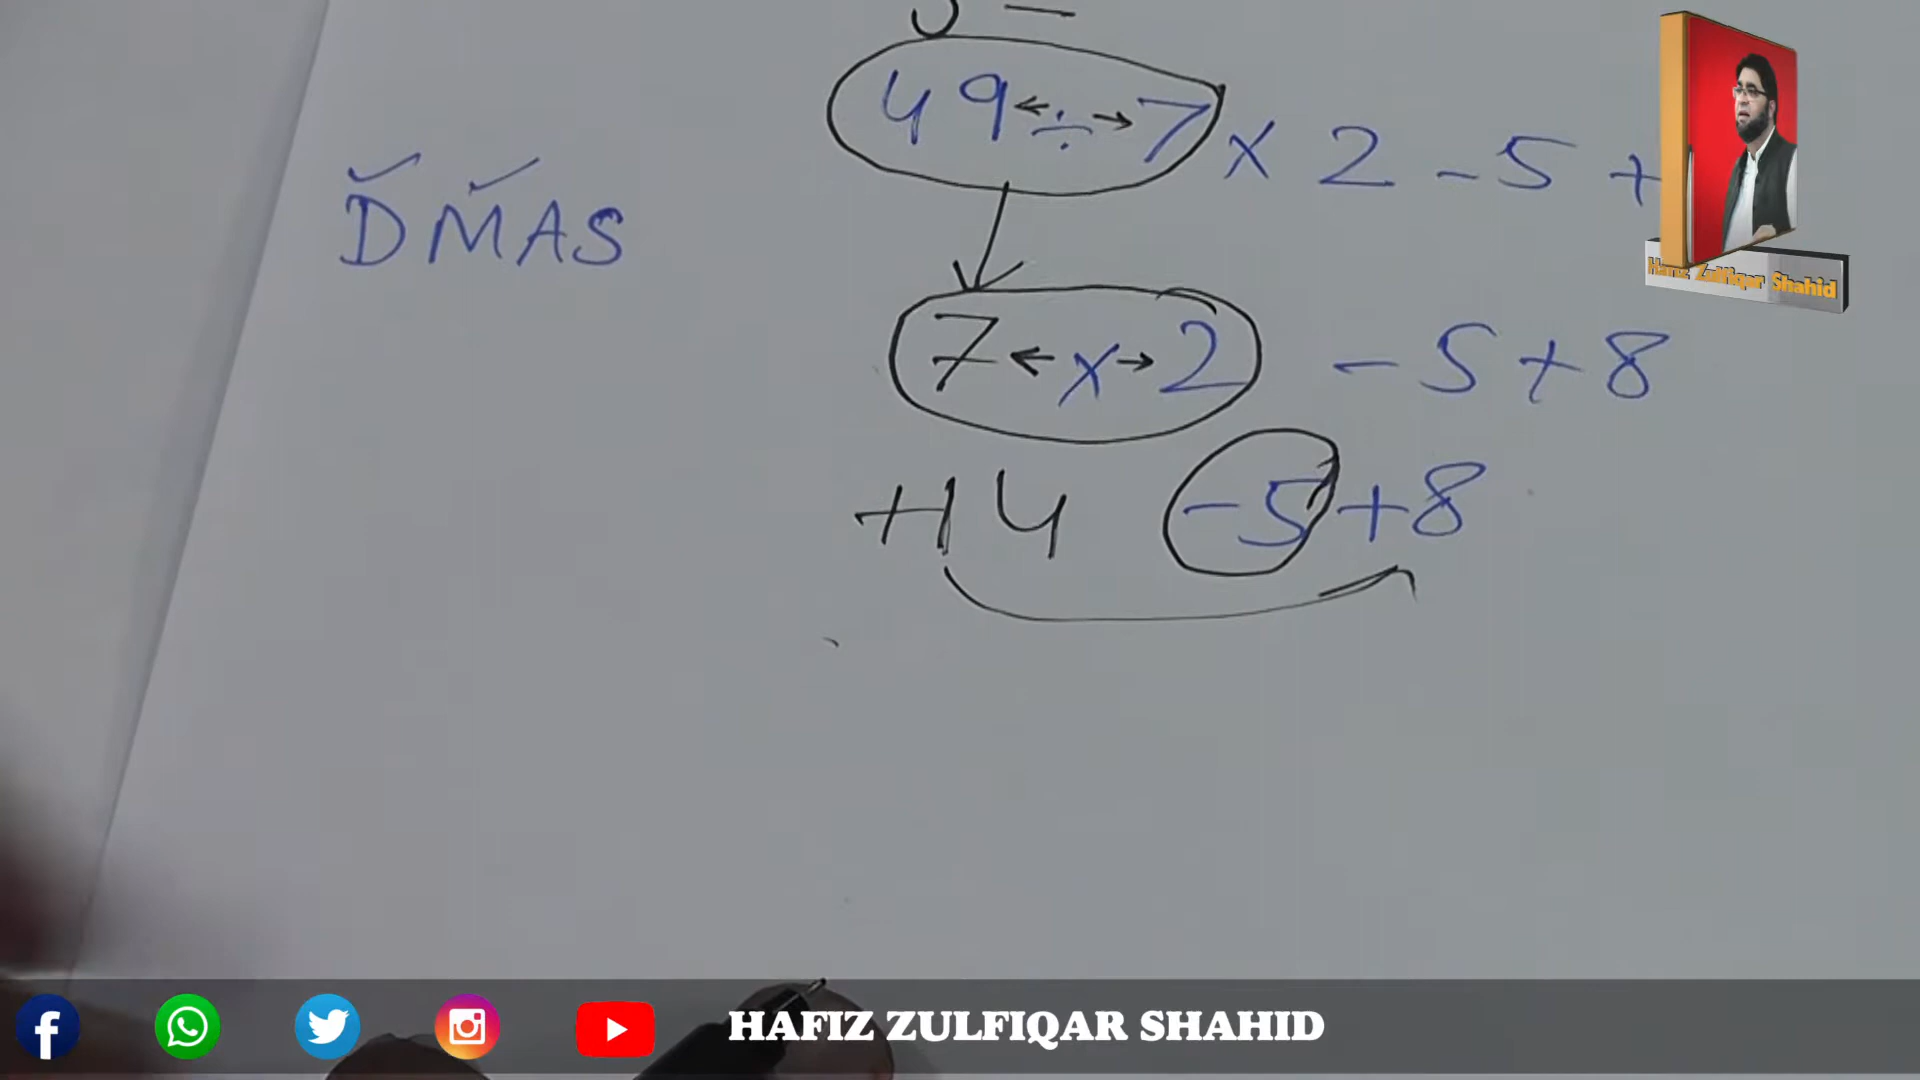 49 ÷ 7 × 2 - 5 +
DMAS
7 × 2 - 5 + 8
+14 -5 +8
Hafiz Zulfiqar Shahid
HAFIZ ZULFIQAR SHAHID